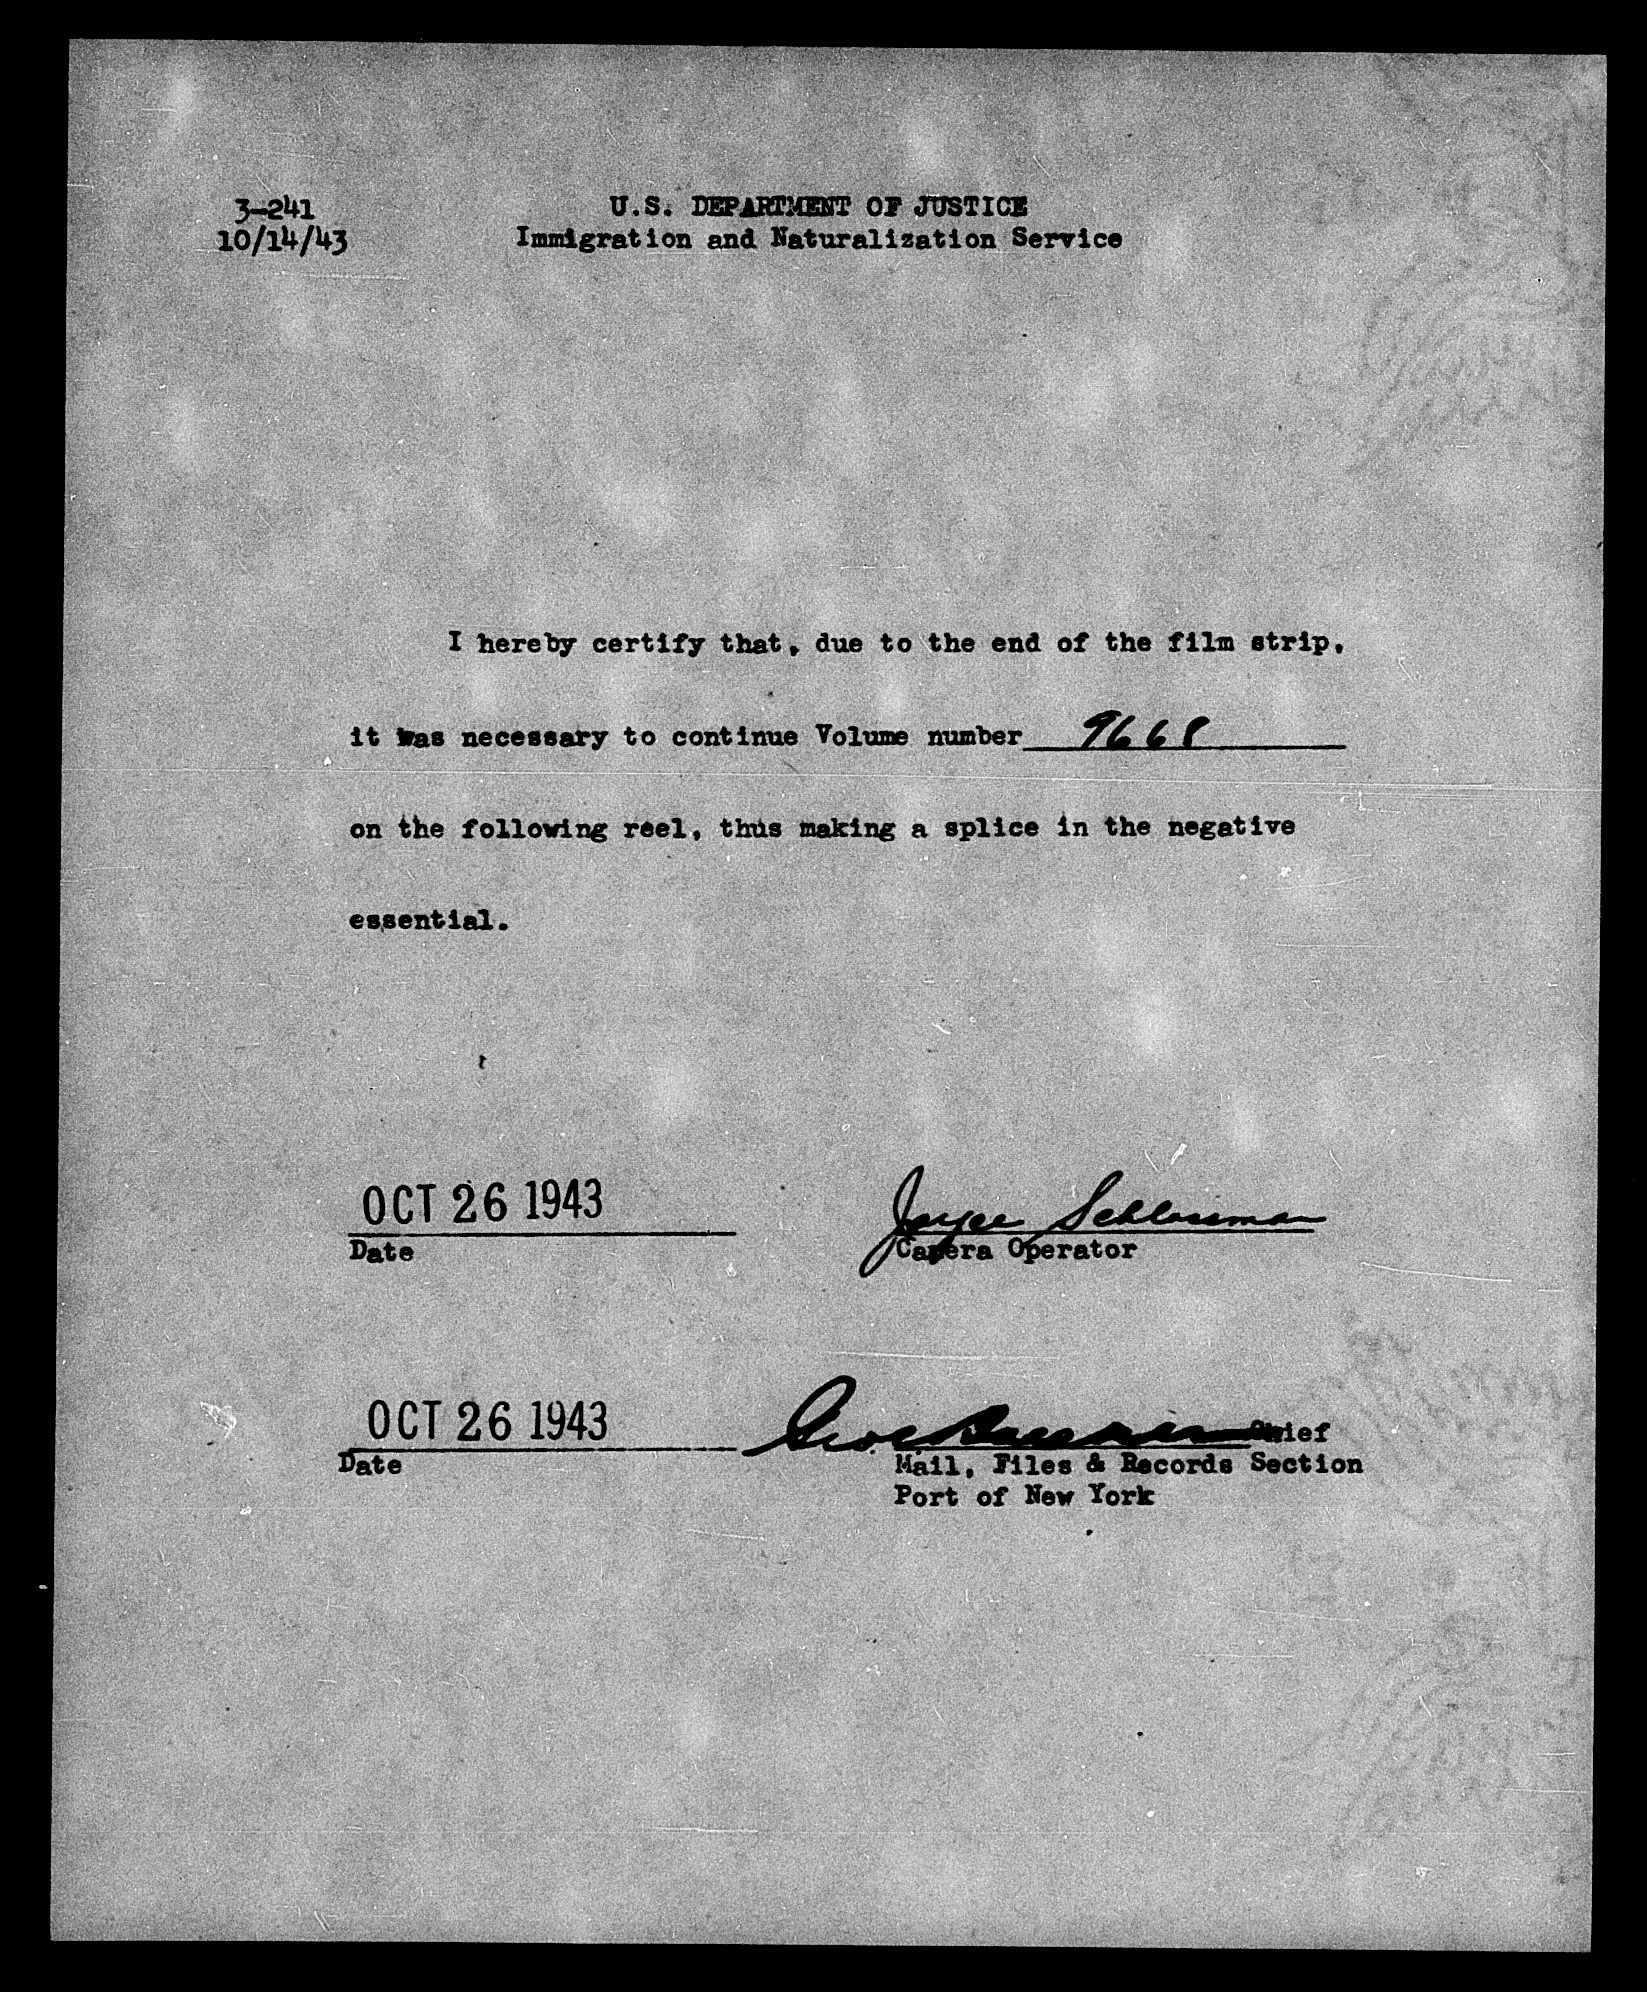 3-241
10/14/43
U.S. DEPARTMENT OF JUSTICE
Immigration and Naturalization Service
I hereby certify that, due to the end of the film strip,
it was necessary to continue Volume number 9668
on the following reel, thus making a splice in the negative
essential.
OCT 26 1943
Date
Joyce Schlossman
Camera Operator
OCT 26 1943
Date
Chief
Mail, Files & Records Section
Port of New York